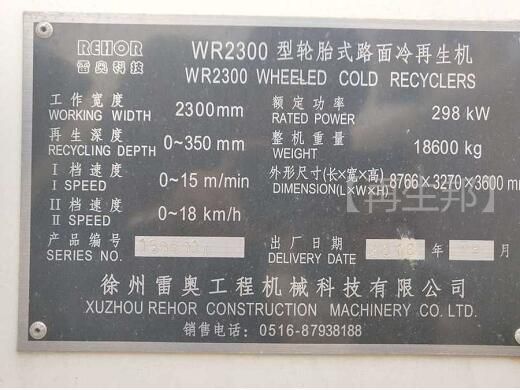 REHOR
雷奥科技
WR2300 型轮胎式路面冷再生机
WR2300 WHEELED COLD RECYCLERS
工作宽度
WORKING WIDTH 2300mm
额定功率
RATED POWER 298 kW
再生深度
RECYCLING DEPTH 0~350 mm
整机重量
WEIGHT 18600 kg
I 档速度
I SPEED 0~15 m/min
外形尺寸(长×宽×高)
DIMENSION(L×W×H) 8766×3270×3600 mm
II 档速度
II SPEED 0~18 km/h
【再生邦】
产品编号
SERIES NO.
出厂日期
DELIVERY DATE 年 月
徐州雷奥工程机械科技有限公司
XUZHOU REHOR CONSTRUCTION MACHINERY CO. LTD.
销售电话: 0516-87938188